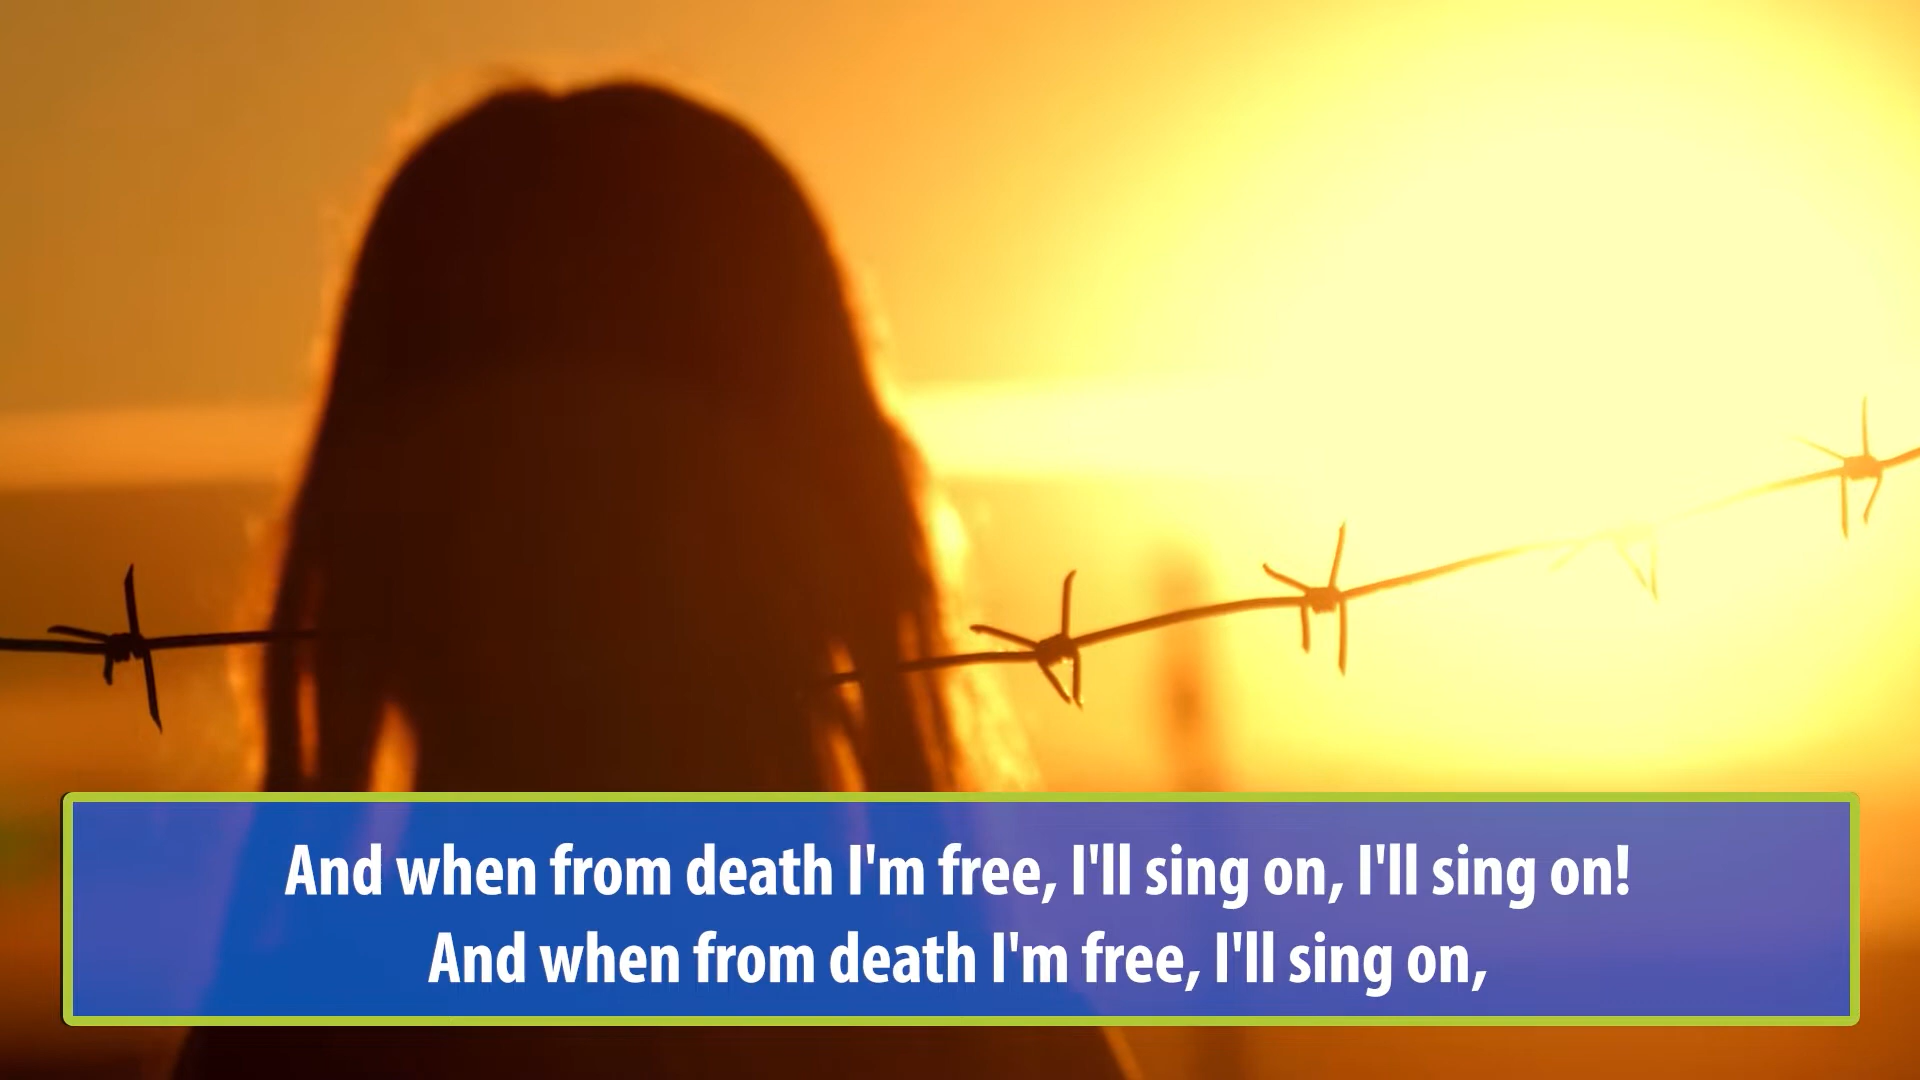 And when from death I'm free, I'll sing on, I'll sing on!
And when from death I'm free, I'll sing on,